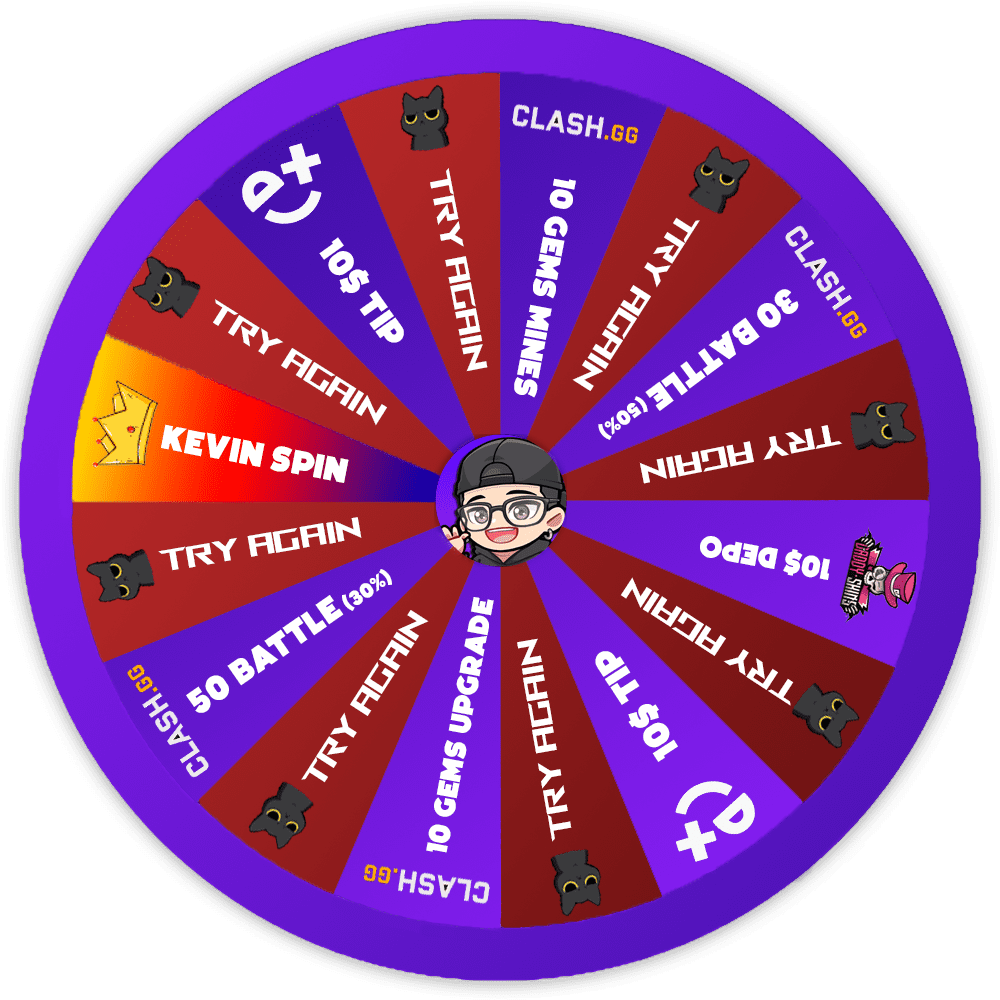 CLASH.GG
10 GEMS MINES
TRY AGAIN
CLASH.GG
30 BATTLE (50%)
TRY AGAIN
DADDY SKINS
10$ DEPO
TRY AGAIN
e+
10$ TIP
TRY AGAIN
CLASH.GG
10 GEMS UPGRADE
TRY AGAIN
CLASH.GG
50 BATTLE (30%)
TRY AGAIN
KEVIN SPIN
TRY AGAIN
e+
10$ TIP
TRY AGAIN